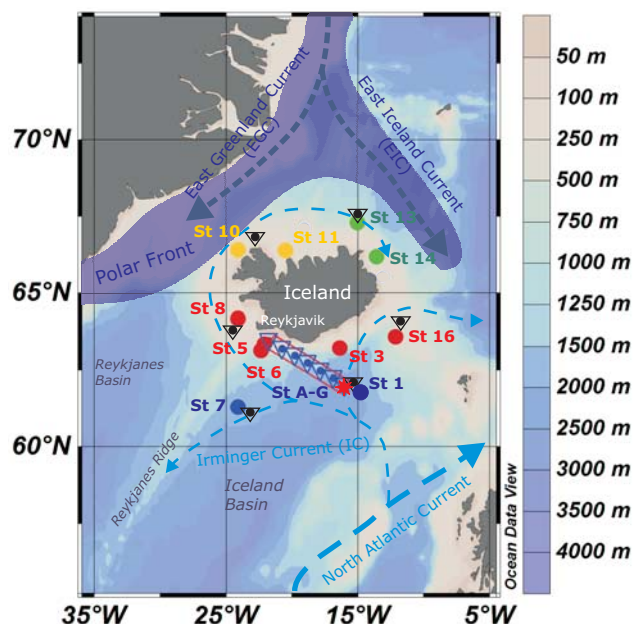 50 m
100 m
250 m
500 m
750 m
1000 m
1250 m
1500 m
2000 m
2500 m
3000 m
3500 m
4000 m
Ocean Data View
70°N
65°N
60°N
35°W
25°W
15°W
5°W
East Greenland Current
(EGC)
East Iceland Current
(EIC)
Polar Front
St 10
St 11
St 14
Iceland
Reykjavik
St 8
St 5
St 6
St 3
St 16
St A-G
St 1
St 7
Reykjanes
Basin
Reykjanes Ridge
Irminger Current (IC)
Iceland
Basin
North Atlantic Current